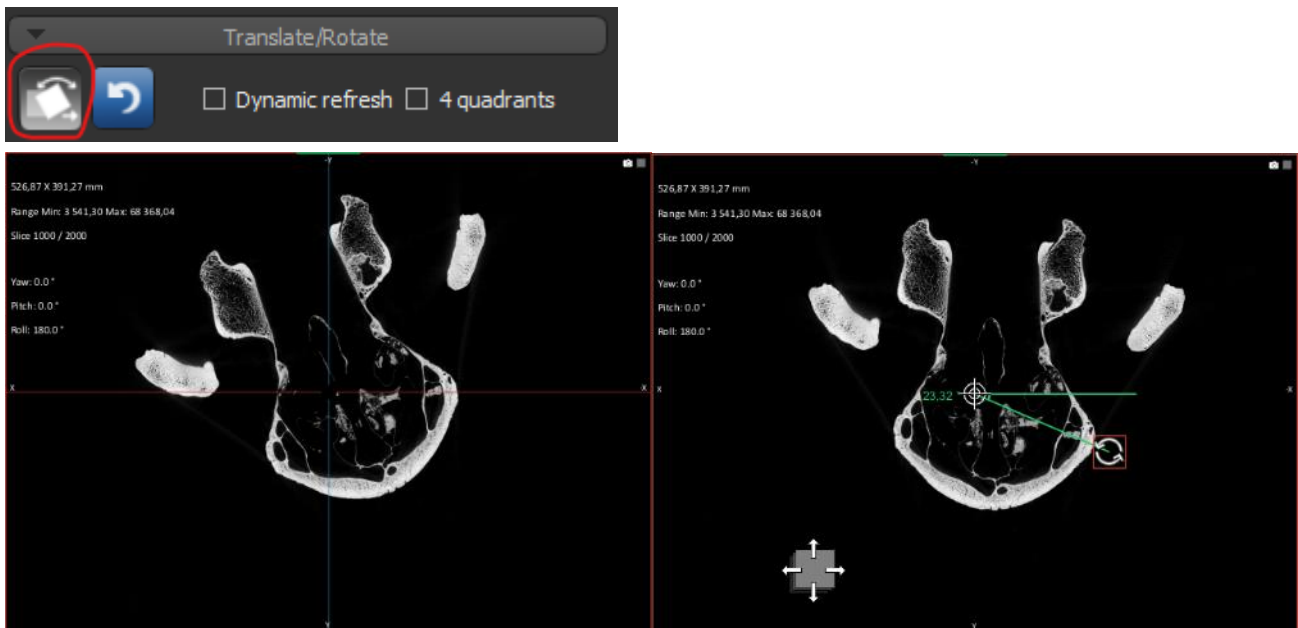 Translate/Rotate
Dynamic refresh 4 quadrants
-Y
526,87 X 391,27 mm
Range Min: 3 541,30 Max: 68 368,04
Slice 1000 / 2000
Yaw: 0.0 °
Pitch: 0.0 °
Roll: 180.0 °
X
-X
Y
-Y
526,87 X 391,27 mm
Range Min: 3 541,30 Max: 68 368,04
Slice 1000 / 2000
Yaw: 0.0 °
Pitch: 0.0 °
Roll: 180.0 °
X
23,32
-X
Y